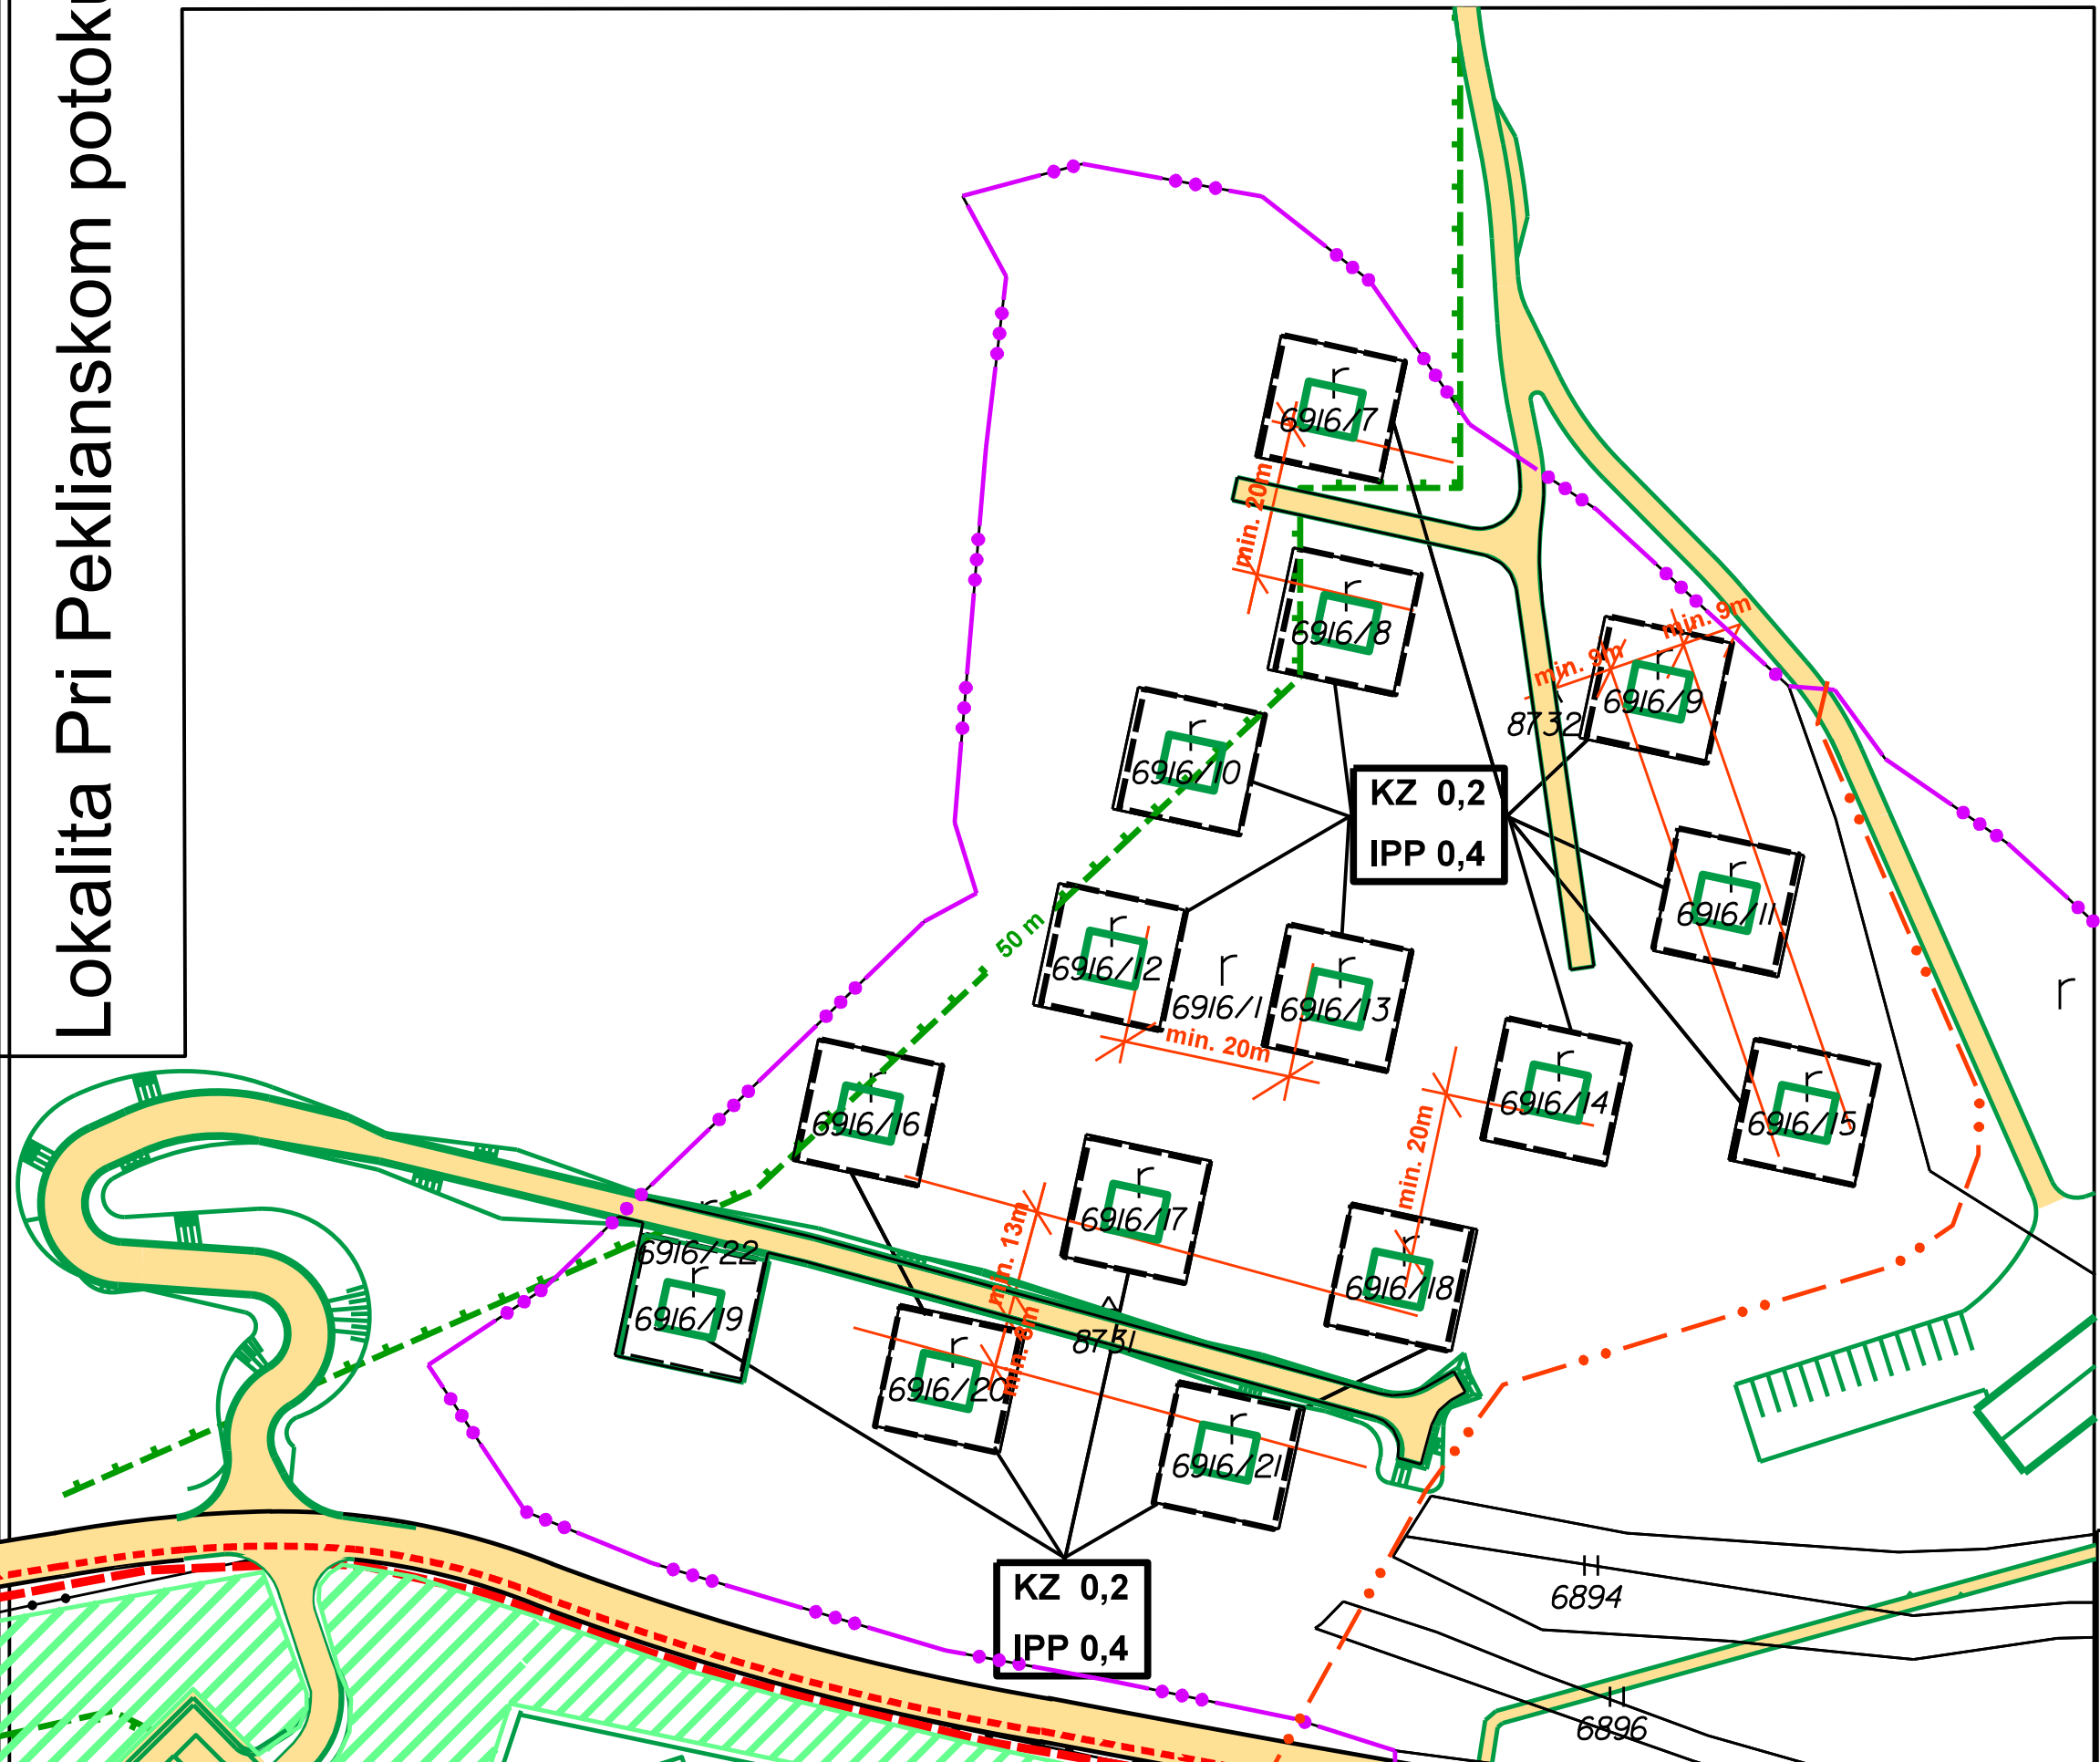 Lokalita Pri Peklianskom potoku
r
6916/7
min. 20m
r
6916/8
min. 9m
min. 9m
r
6916/9
8732
r
6916/10
KZ 0,2
IPP 0,4
r
6916/11
50 m
r
6916/12
r
6916/1
r
6916/13
r
min. 20m
r
6916/14
r
6916/15
r
6916/16
min. 20m
r
6916/17
r
6916/22
min. 13m
r
6916/18
r
6916/19
8731
min. 8m
r
6916/20
r
6916/21
KZ 0,2
IPP 0,4
6894
6896